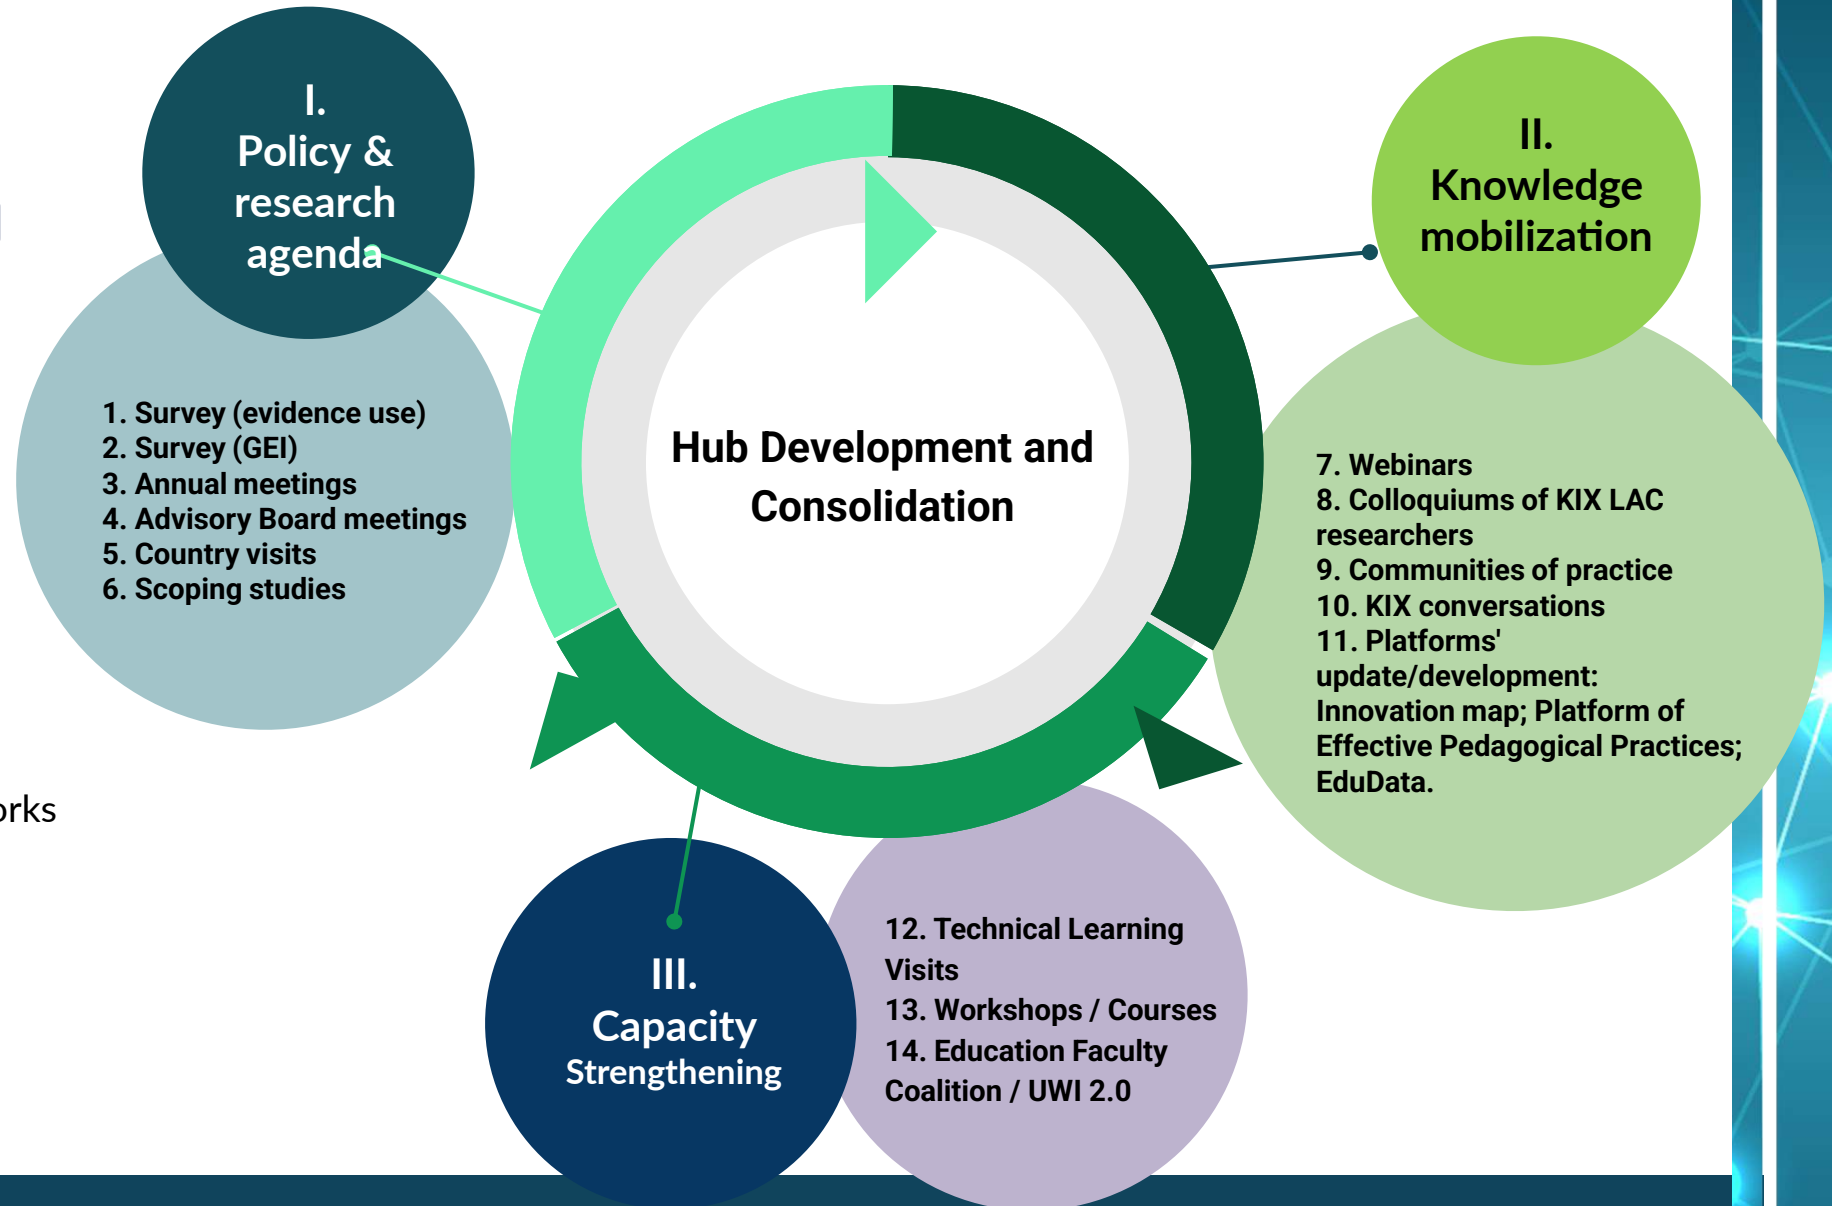 I.
Policy &
research
agenda
1. Survey (evidence use)
2. Survey (GEI)
3. Annual meetings
4. Advisory Board meetings
5. Country visits
6. Scoping studies
Hub Development and
Consolidation
II.
Knowledge
mobilization
7. Webinars
8. Colloquiums of KIX LAC
researchers
9. Communities of practice
10. KIX conversations
11. Platforms'
update/development:
Innovation map; Platform of
Effective Pedagogical Practices;
EduData.
orks
III.
Capacity
Strengthening
12. Technical Learning
Visits
13. Workshops / Courses
14. Education Faculty
Coalition / UWI 2.0